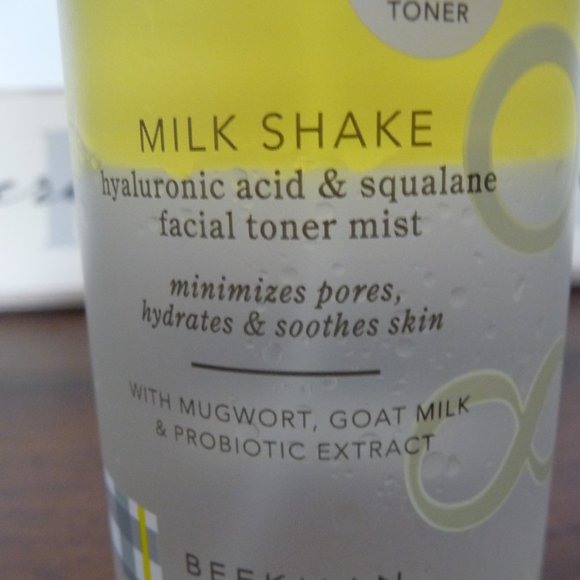 TONER
MILK SHAKE
hyaluronic acid & squalane
facial toner mist
minimizes pores,
hydrates & soothes skin
WITH MUGWORT, GOAT MILK
& PROBIOTIC EXTRACT